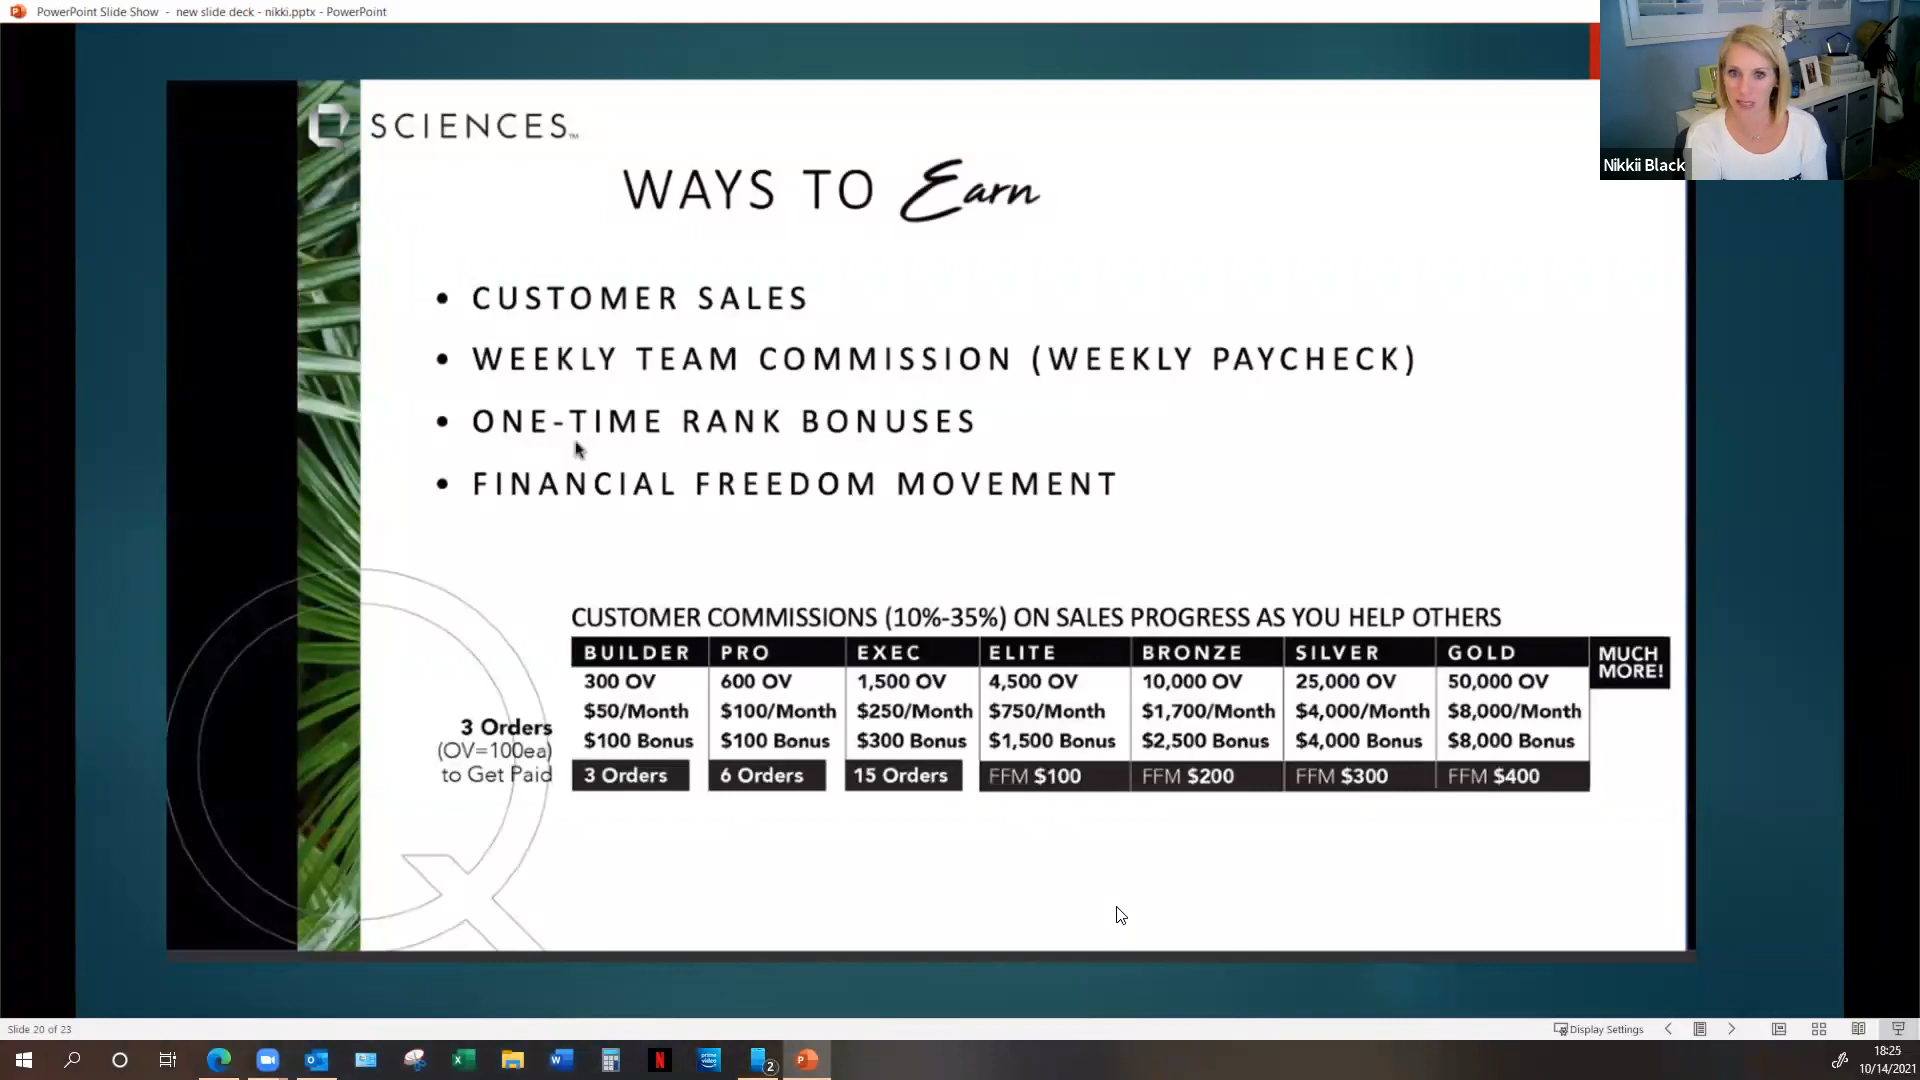 PowerPoint Slide Show - new slide deck - nikki.pptx - PowerPoint
Nikkii Black
Q SCIENCES™
WAYS TO Earn
• CUSTOMER SALES
• WEEKLY TEAM COMMISSION (WEEKLY PAYCHECK)
• ONE-TIME RANK BONUSES
• FINANCIAL FREEDOM MOVEMENT
CUSTOMER COMMISSIONS (10%-35%) ON SALES PROGRESS AS YOU HELP OTHERS
BUILDER PRO EXEC ELITE BRONZE SILVER GOLD MUCH MORE!
300 OV 600 OV 1,500 OV 4,500 OV 10,000 OV 25,000 OV 50,000 OV
$50/Month $100/Month $250/Month $750/Month $1,700/Month $4,000/Month $8,000/Month
$100 Bonus $100 Bonus $300 Bonus $1,500 Bonus $2,500 Bonus $4,000 Bonus $8,000 Bonus
3 Orders 6 Orders 15 Orders FFM $100 FFM $200 FFM $300 FFM $400
3 Orders
(OV=100ea)
to Get Paid
Slide 20 of 23
Display Settings
prime video
2
18:25
10/14/2021